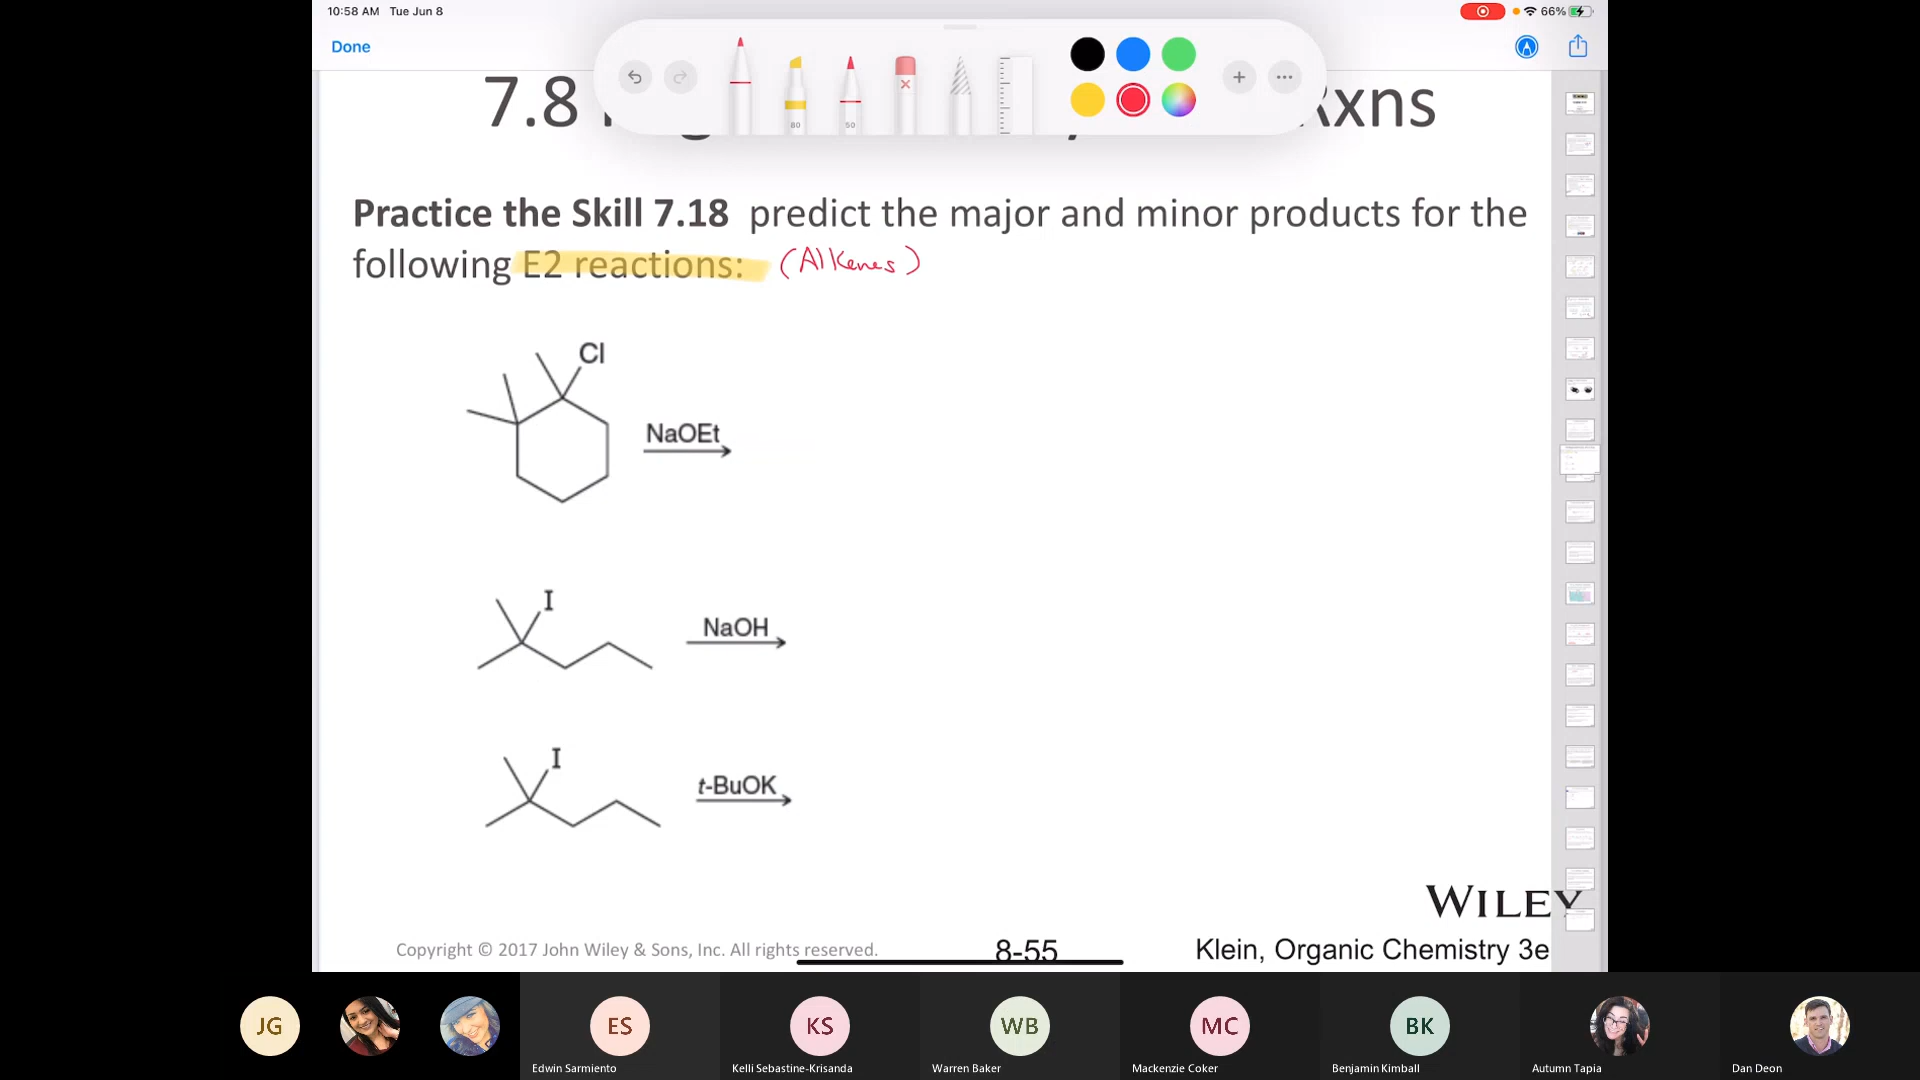 10:58 AM Tue Jun 8
66%
Done
80
50
7.8
Rxns
Practice the Skill 7.18 predict the major and minor products for the
following E2 reactions: (Alkenes)
Cl
NaOEt
I
NaOH
I
t-BuOK
WILEY
Copyright © 2017 John Wiley & Sons, Inc. All rights reserved.
8-55
Klein, Organic Chemistry 3e
JG
ES
KS
WB
MC
BK
Edwin Sarmiento
Kelli Sebastine-Krisanda
Warren Baker
Mackenzie Coker
Benjamin Kimball
Autumn Tapia
Dan Deon